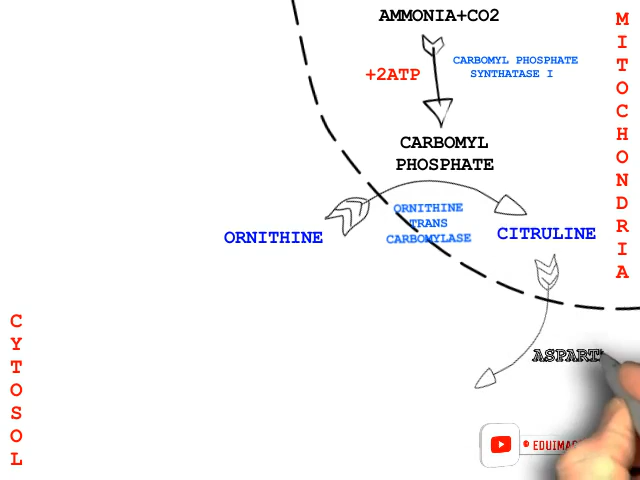 AMMONIA+CO2
+2ATP
CARBOMYL PHOSPHATE
SYNTHATASE I
CARBOMYL
PHOSPHATE
ORNITHINE
TRANS
CARBOMYLASE
ORNITHINE
CITRULINE
MITOCHONDRIA
CYTOSOL